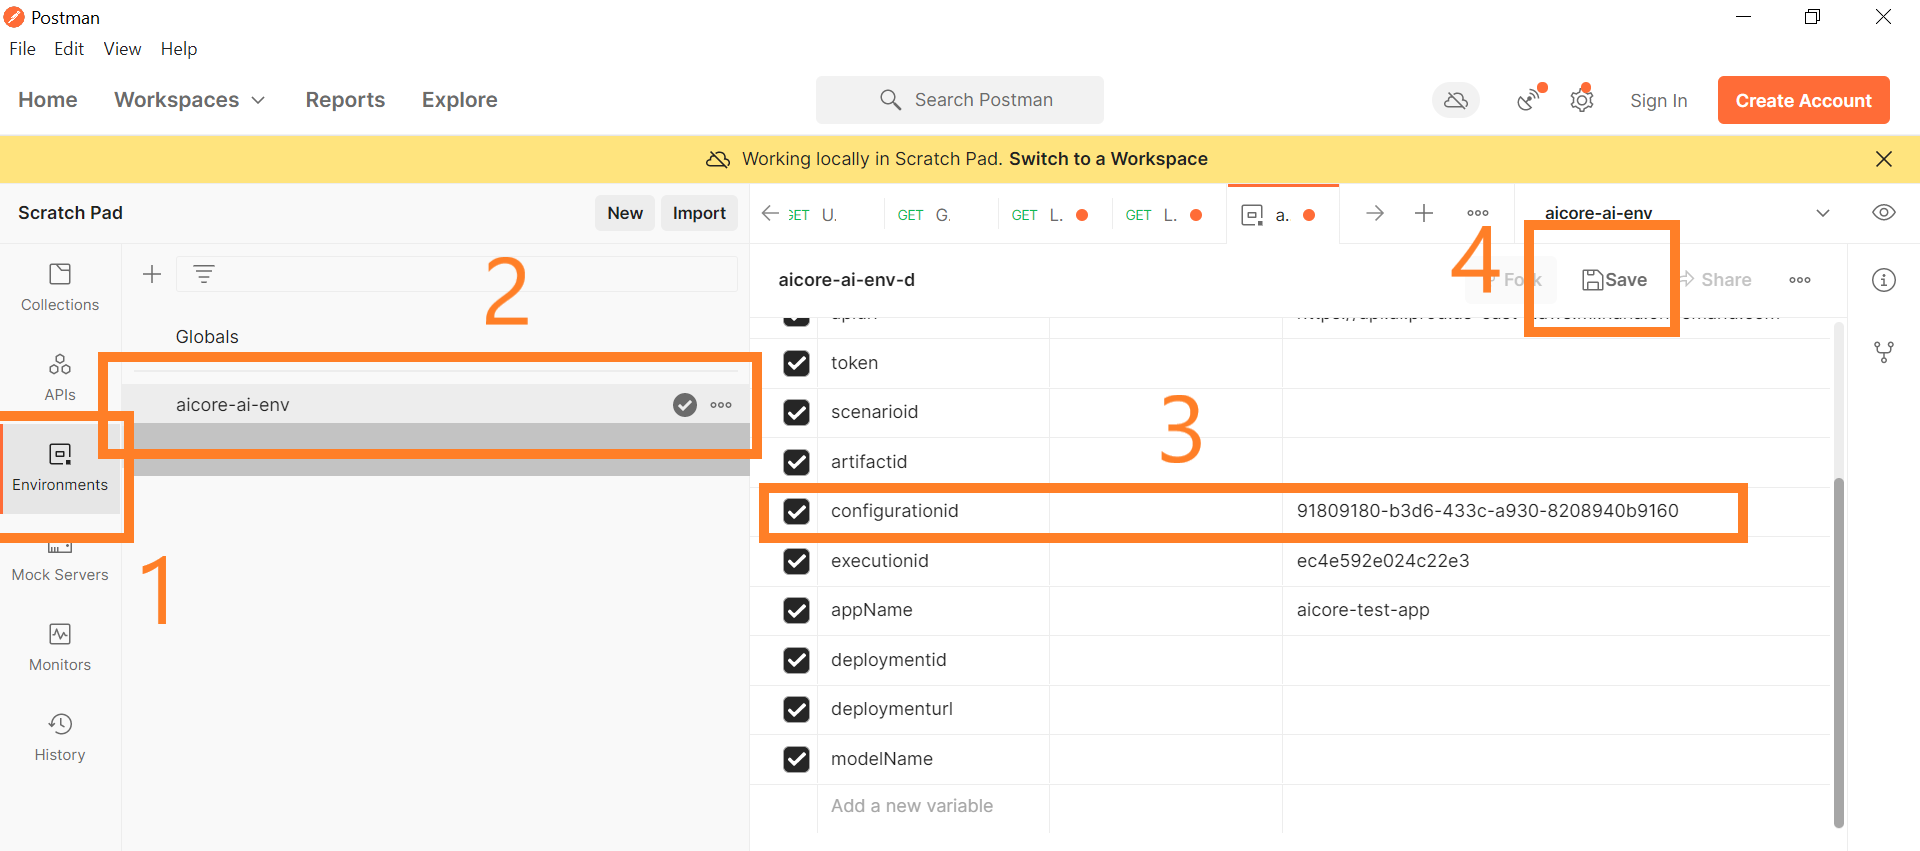 Postman
File Edit View Help
Home Workspaces Reports Explore
Search Postman
Sign In
Create Account
Working locally in Scratch Pad. Switch to a Workspace
Scratch Pad
New Import
GET U.
GET G.
GET L.
GET L.
a.
aicore-ai-env
Collections
APIs
Environments
Mock Servers
Monitors
History
Globals
aicore-ai-env
1
2
3
4
aicore-ai-env-d
Fork
Save
Share
token
scenarioid
artifactid
configurationid 91809180-b3d6-433c-a930-8208940b9160
executionid ec4e592e024c22e3
appName aicore-test-app
deploymentid
deploymenturl
modelName
Add a new variable